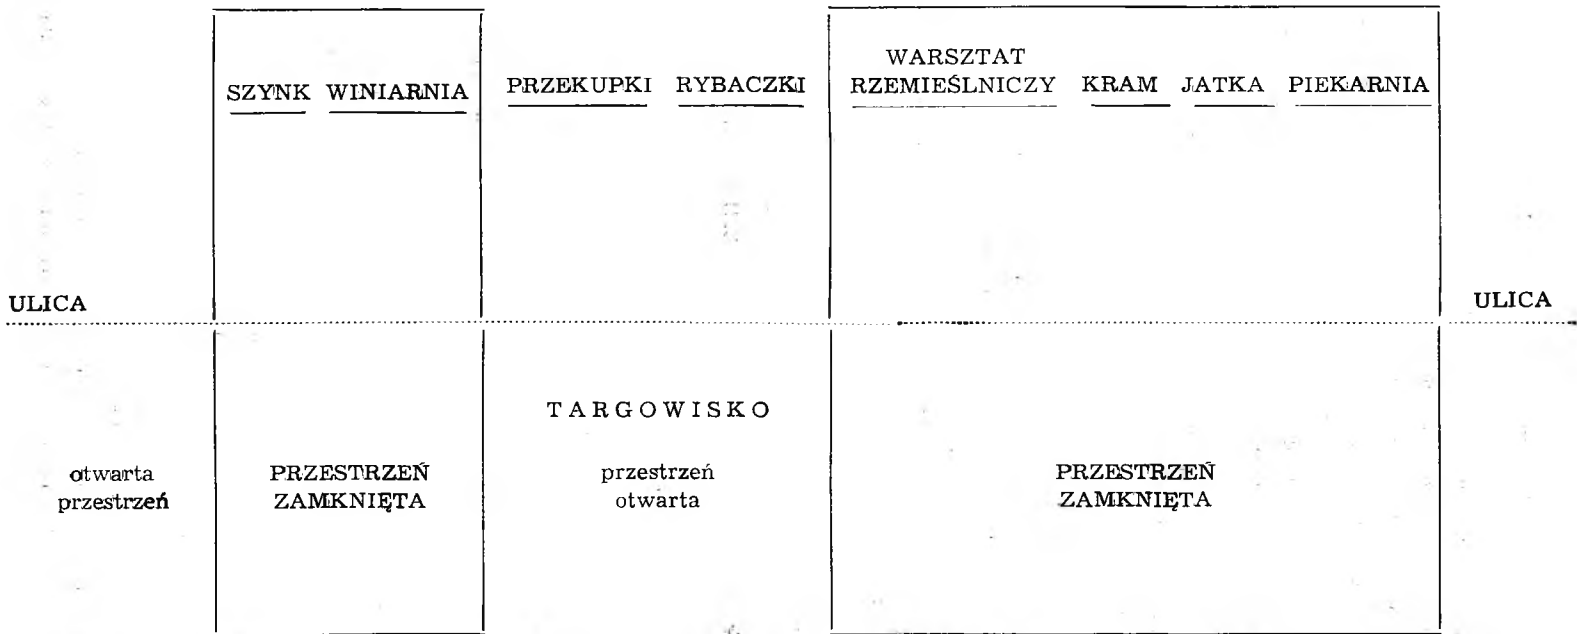 SZYNK WINIARNIA
PRZEKUPKI RYBACZKI
WARSZTAT
RZEMIEŚLNICZY KRAM JATKA PIEKARNIA
ULICA
ULICA
TARGOWISKO
otwarta
przestrzeń
PRZESTRZEŃ
ZAMKNIĘTA
przestrzeń
otwarta
PRZESTRZEŃ
ZAMKNIĘTA